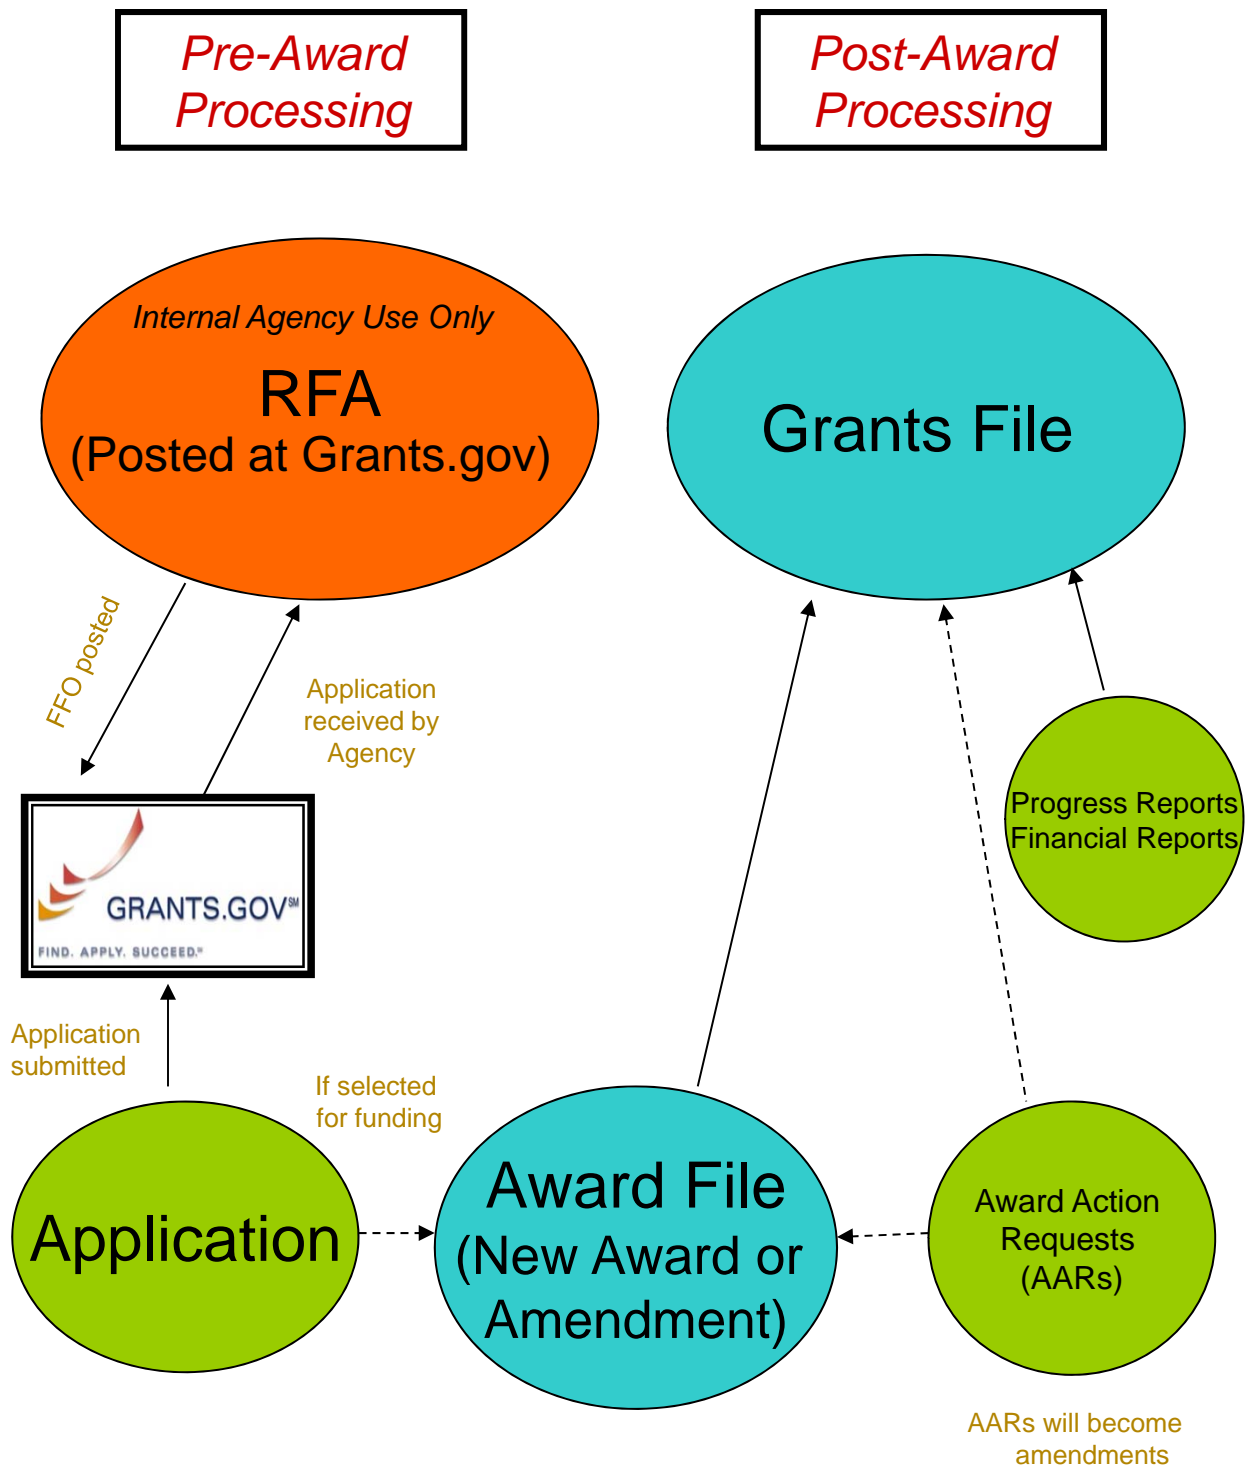 Pre-Award
Processing
Post-Award
Processing
Internal Agency Use Only
RFA
(Posted at Grants.gov)
Grants File
FFO posted
Application
received by
Agency
Progress Reports
Financial Reports
GRANTS.GOV℠
FIND. APPLY. SUCCEED.™
Application
submitted
If selected
for funding
Application
Award File
(New Award or
Amendment)
Award Action
Requests
(AARs)
AARs will become
amendments